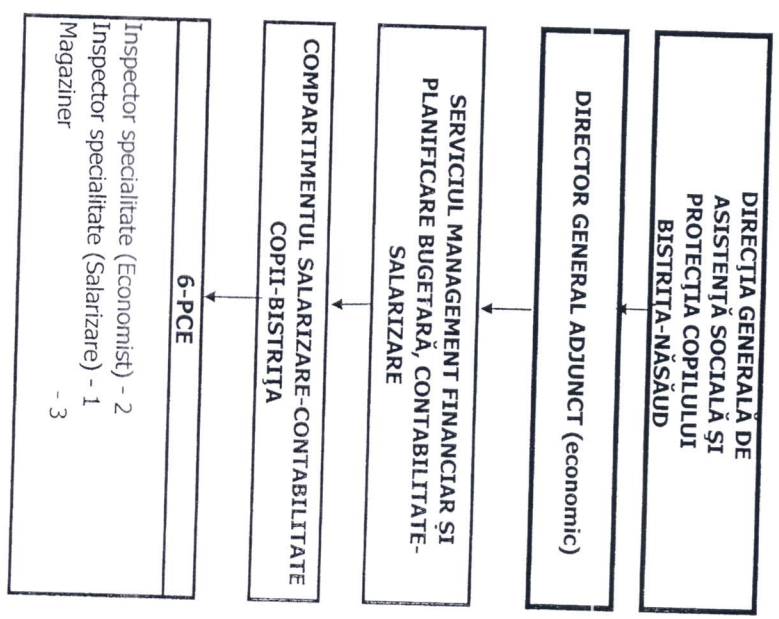 DIRECȚIA GENERALĂ DE
ASISTENȚĂ SOCIALĂ ȘI
PROTECȚIA COPILULUI
BISTRIȚA-NĂSĂUD
DIRECTOR GENERAL ADJUNCT (economic)
SERVICIUL MANAGEMENT FINANCIAR ȘI
PLANIFICARE BUGETARĂ, CONTABILITATE-
SALARIZARE
COMPARTIMENTUL SALARIZARE-CONTABILITATE
COPII-BISTRIȚA
6-PCE
Inspector specialitate (Economist) - 2
Inspector specialitate (Salarizare) - 1
Magaziner - 3